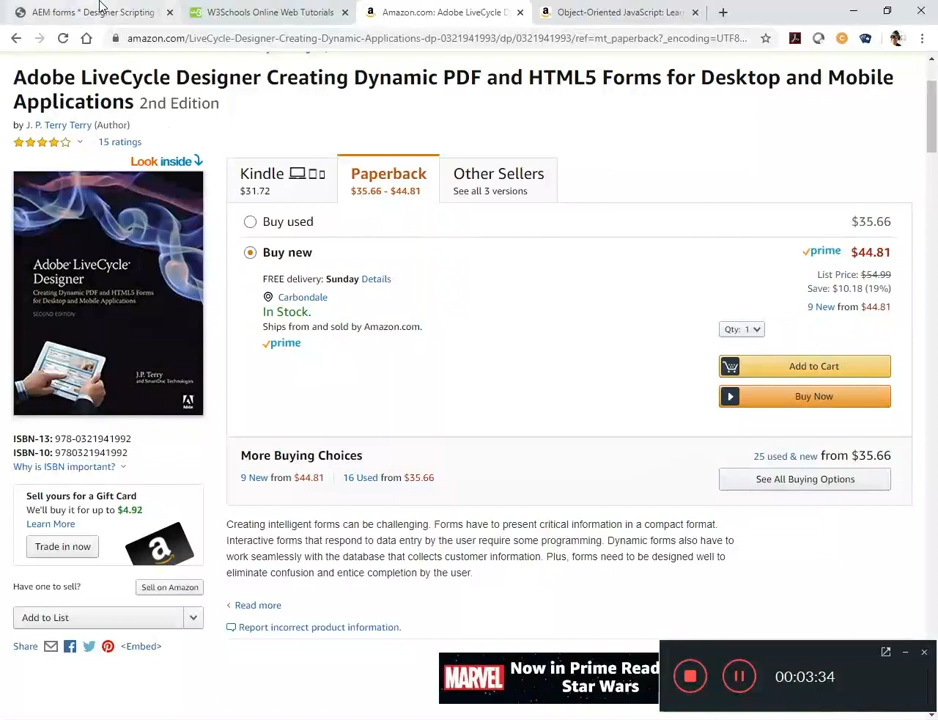 AEM forms * Designer Scripting
W3Schools Online Web Tutorials
Amazon.com: Adobe LiveCycle D
Object-Oriented JavaScript: Lea
amazon.com/LiveCycle-Designer-Creating-Dynamic-Applications-dp-0321941993/dp/0321941993/ref=mt_paperback?_encoding=UTF8...
Adobe LiveCycle Designer Creating Dynamic PDF and HTML5 Forms for Desktop and Mobile
Applications 2nd Edition
by J. P. Terry Terry (Author)
15 ratings
Look inside
Kindle
$31.72
Paperback
$35.66 - $44.81
Other Sellers
See all 3 versions
Buy used
$35.66
Buy new
prime $44.81
List Price: $54.99
Save: $10.18 (19%)
9 New from $44.81
FREE delivery: Sunday Details
Carbondale
In Stock.
Ships from and sold by Amazon.com.
prime
Qty: 1
Add to Cart
Buy Now
Adobe LiveCycle
Designer
Creating Dynamic PDF and HTML5 Forms
for Desktop and Mobile Applications
SECOND EDITION
J.P. Terry
and SmartDoc Technologies
Adobe
ISBN-13: 978-0321941992
ISBN-10: 9780321941992
Why is ISBN important?
More Buying Choices
9 New from $44.81
16 Used from $35.66
25 used & new from $35.66
See All Buying Options
Sell yours for a Gift Card
We'll buy it for up to $4.92
Learn More
Trade in now
Have one to sell?
Sell on Amazon
Add to List
Share
<Embed>
Creating intelligent forms can be challenging. Forms have to present critical information in a compact format.
Interactive forms that respond to data entry by the user require some programming. Dynamic forms also have to
work seamlessly with the database that collects customer information. Plus, forms need to be designed well to
eliminate confusion and entice completion by the user.
Read more
Report incorrect product information.
MARVEL
Now in Prime Read
Star Wars
00:03:34